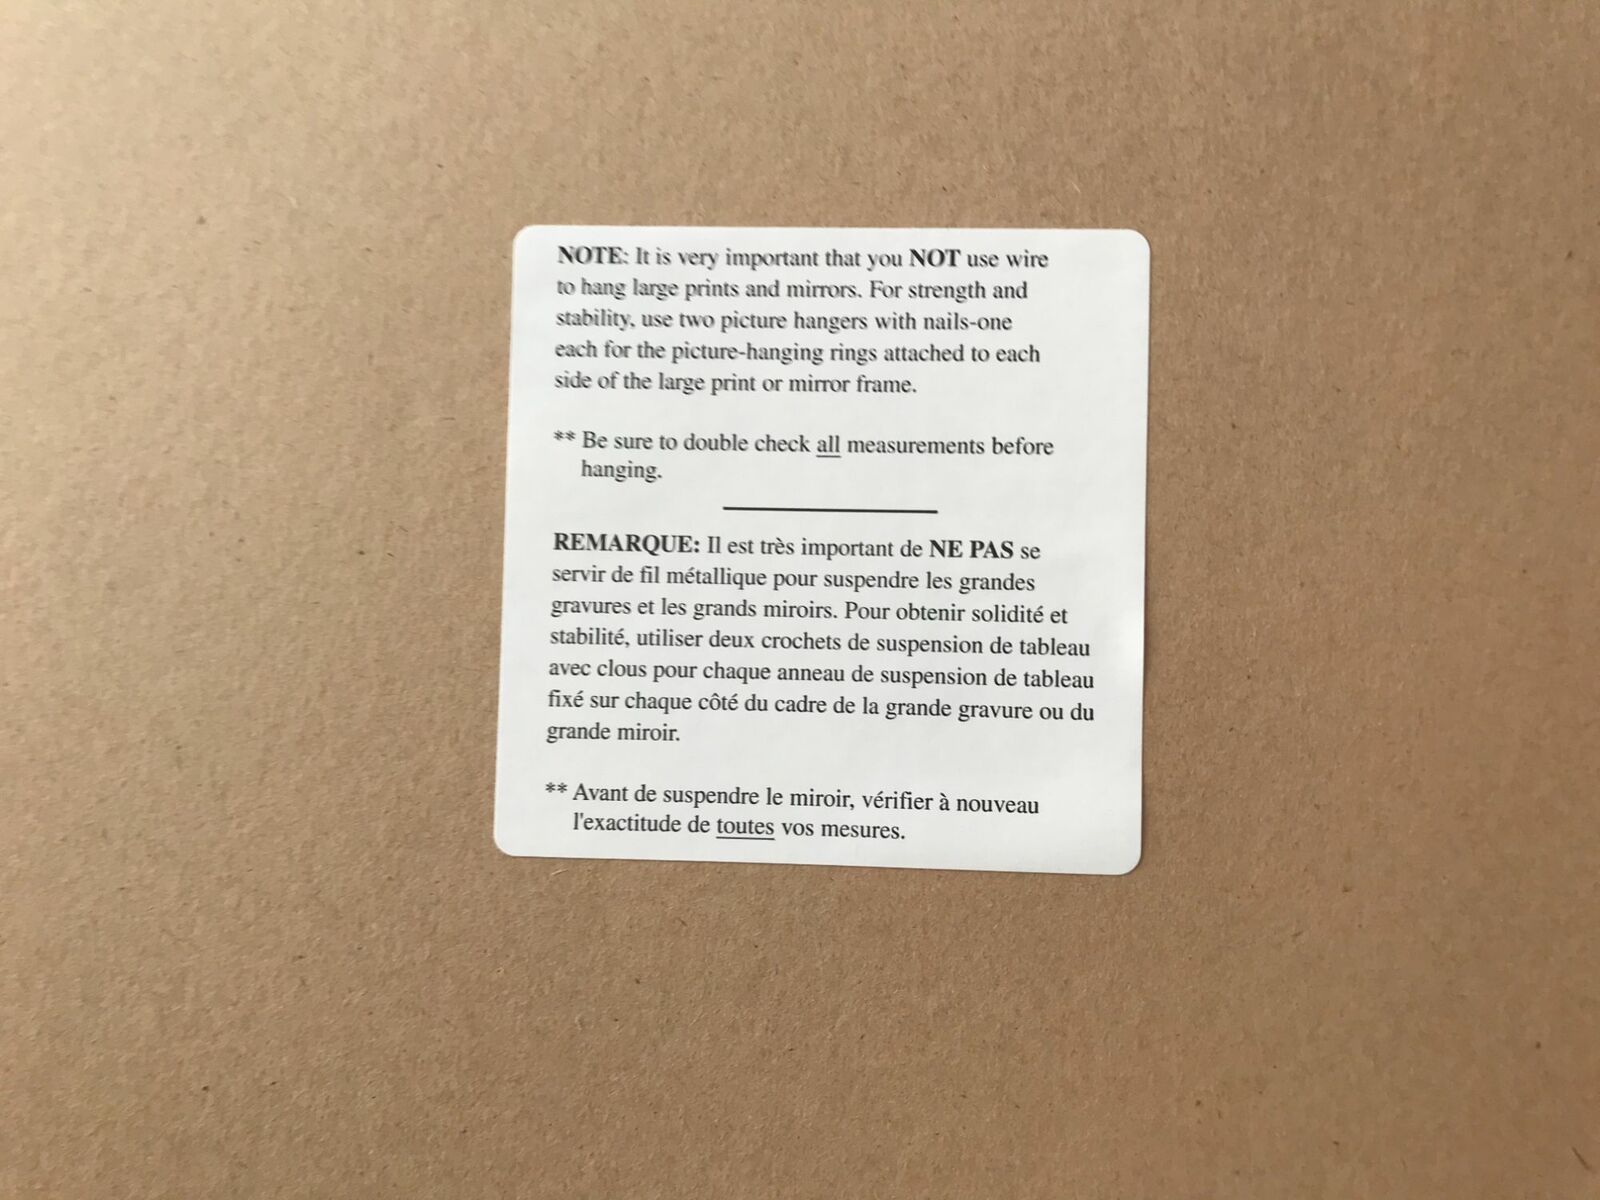 NOTE: It is very important that you NOT use wire
to hang large prints and mirrors. For strength and
stability, use two picture hangers with nails-one
each for the picture-hanging rings attached to each
side of the large print or mirror frame.
** Be sure to double check all measurements before
hanging.
REMARQUE: Il est très important de NE PAS se
servir de fil métallique pour suspendre les grandes
gravures et les grands miroirs. Pour obtenir solidité et
stabilité, utiliser deux crochets de suspension de tableau
avec clous pour chaque anneau de suspension de tableau
fixé sur chaque côté du cadre de la grande gravure ou du
grande miroir.
** Avant de suspendre le miroir, vérifier à nouveau
l'exactitude de toutes vos mesures.